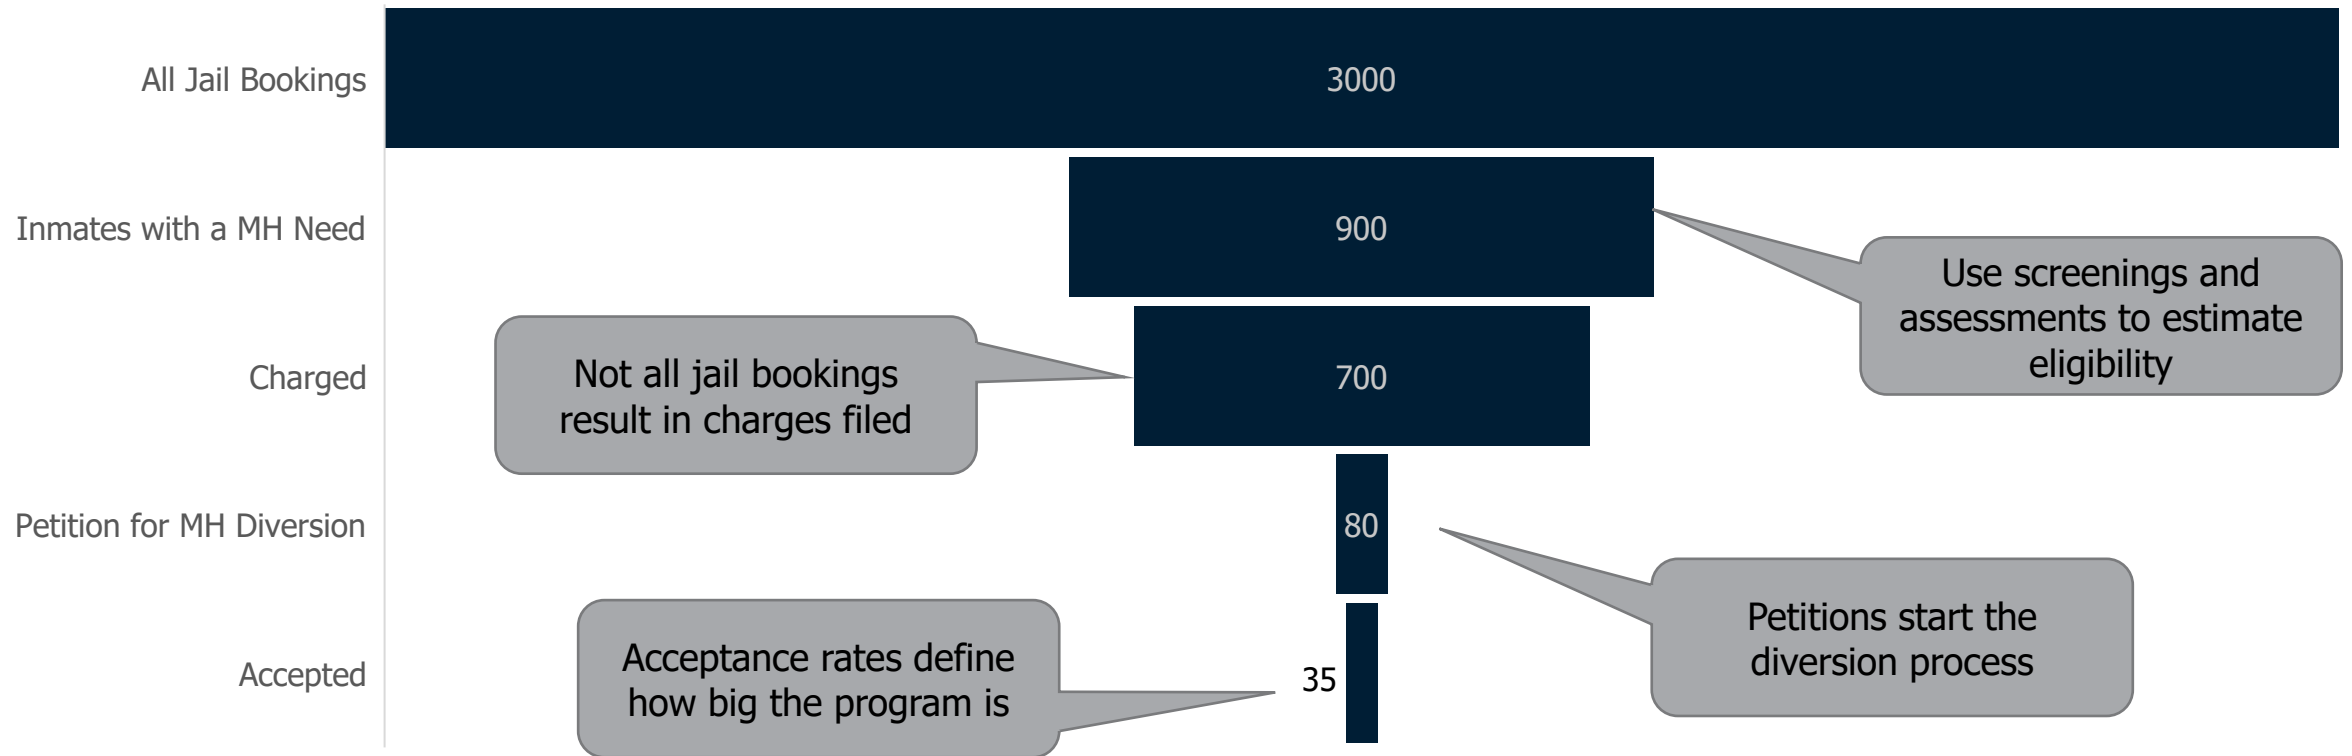 All Jail Bookings
3000
Inmates with a MH Need
900
Use screenings and
assessments to estimate
eligibility
Charged
Not all jail bookings
result in charges filed
700
Petition for MH Diversion
80
Petitions start the
diversion process
Accepted
Acceptance rates define
how big the program is
35